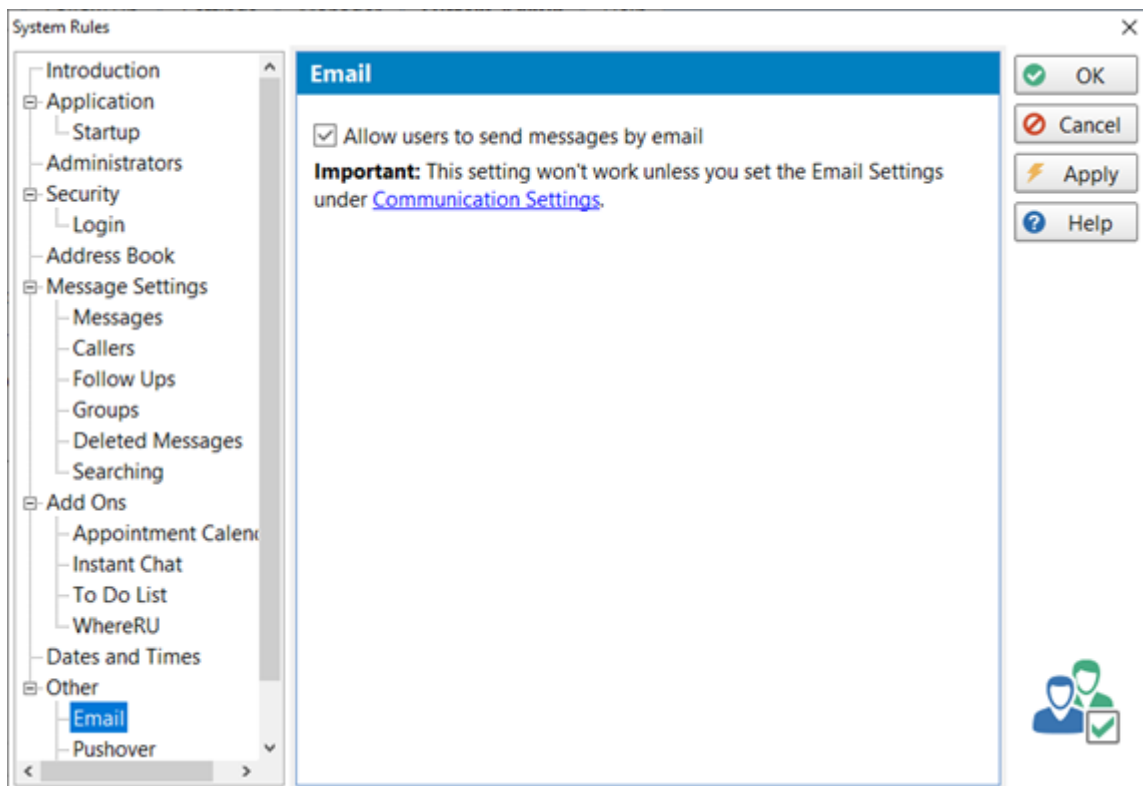 System Rules
Introduction
Application
Startup
Administrators
Security
Login
Address Book
Message Settings
Messages
Callers
Follow Ups
Groups
Deleted Messages
Searching
Add Ons
Appointment Calend
Instant Chat
To Do List
WhereRU
Dates and Times
Other
Email
Pushover
Email
Allow users to send messages by email
Important: This setting won't work unless you set the Email Settings
under Communication Settings.
OK
Cancel
Apply
Help